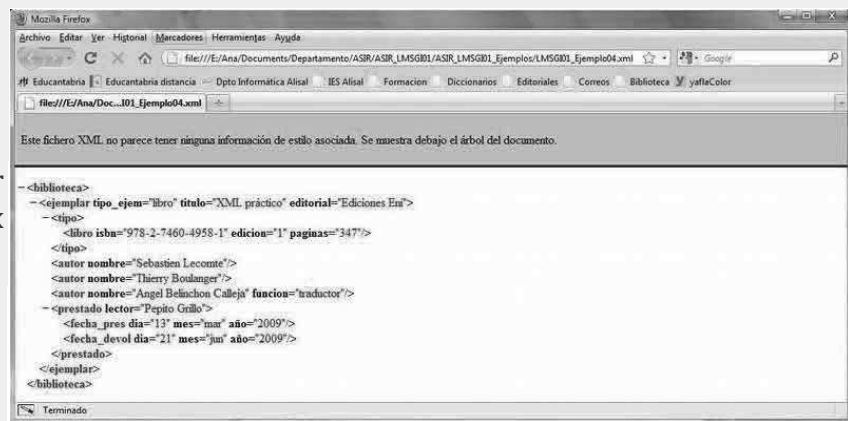 Mozilla Firefox
Archivo Editar Ver Historial Marcadores Herramientas Ayuda
file:///E:/Ana/Documents/Departamento/ASIR/ASIR_LMSGI01/ASIR_LMSGI01_Ejemplos/LMSGI01_Ejemplo04.xml Google
Educantabria Educantabria distancia Dpto Informática Alisal IES Alisal Formacion Diccionarios Editoriales Correos Biblioteca yaflaColor
file:///E:/Ana/Doc...I01_Ejemplo04.xml
Este fichero XML no parece tener ninguna información de estilo asociada. Se muestra debajo el árbol del documento.
-<biblioteca>
-<ejemplar tipo_ejem="libro" titulo="XML práctico" editorial="Ediciones Eni">
-<tipo>
<libro isbn="978-2-7460-4958-1" edicion="1" paginas="347"/>
</tipo>
<autor nombre="Sebastien Lecomte"/>
<autor nombre="Thierry Boulanger"/>
<autor nombre="Angel Belinchon Calleja" funcion="traductor"/>
-<prestado lector="Pepito Grillo">
<fecha_pres dia="13" mes="mar" año="2009"/>
<fecha_devol dia="21" mes="jun" año="2009"/>
</prestado>
</ejemplar>
</biblioteca>
Terminado